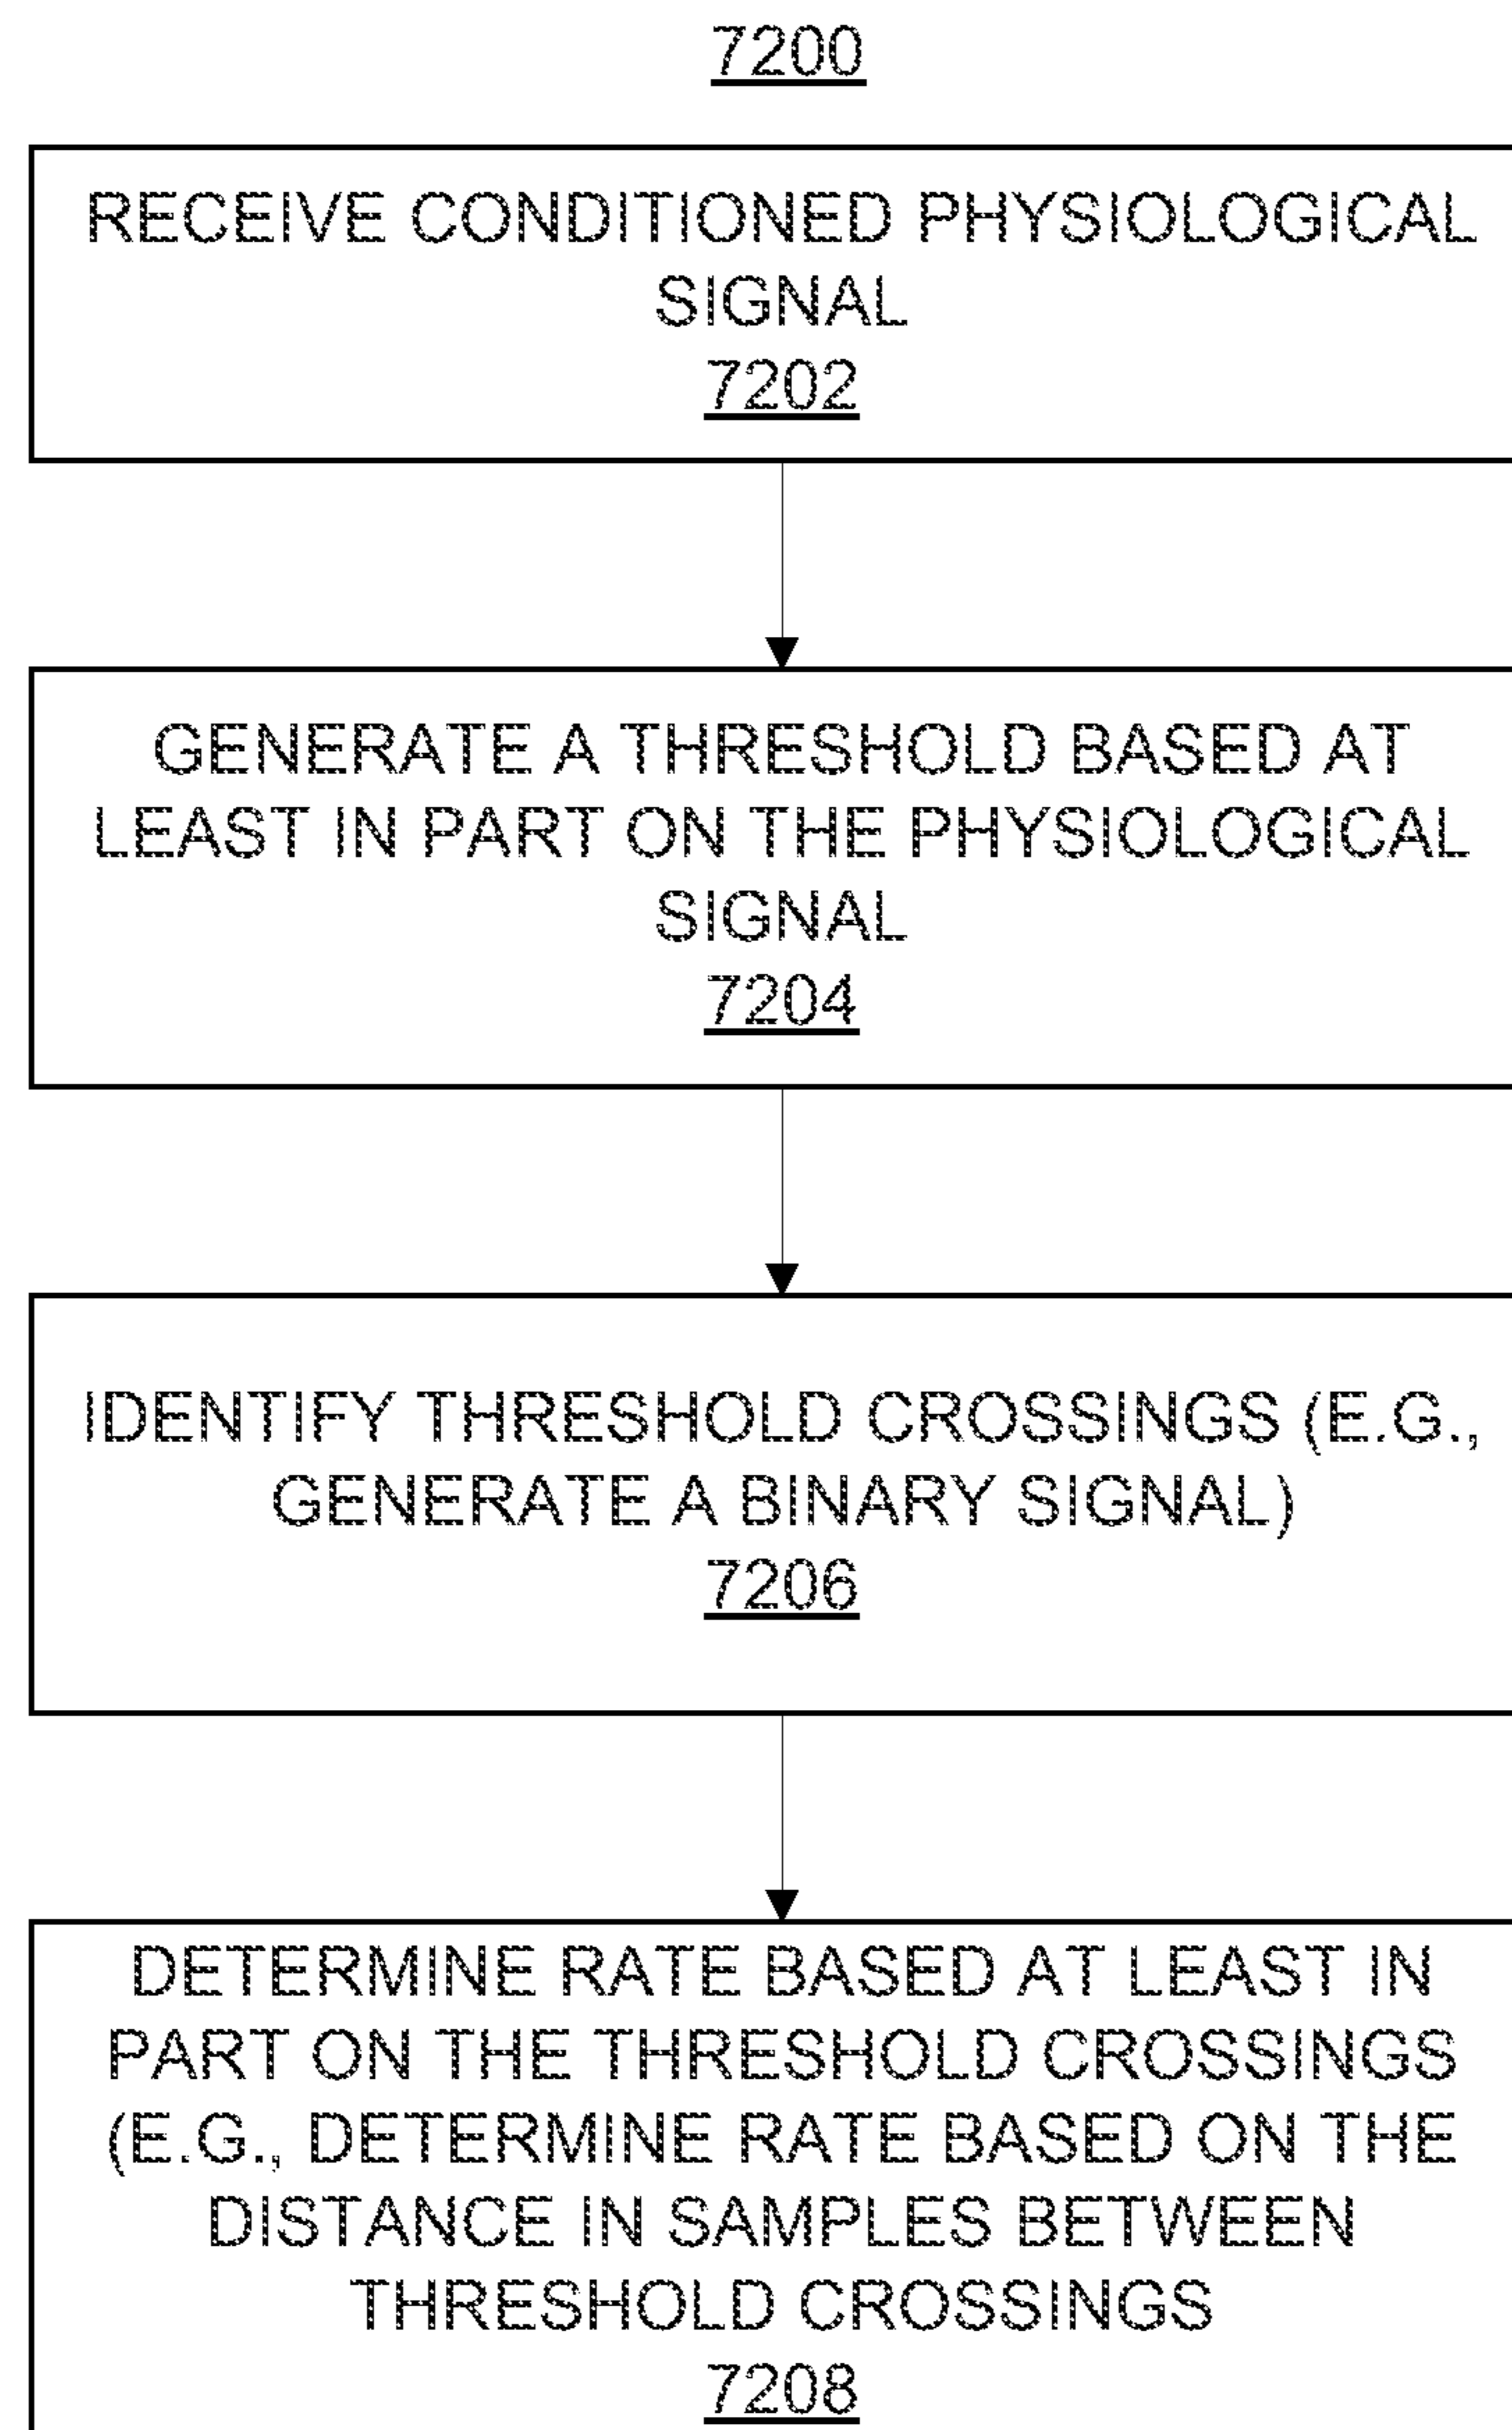 7200
RECEIVE CONDITIONED PHYSIOLOGICAL
SIGNAL
7202
GENERATE A THRESHOLD BASED AT
LEAST IN PART ON THE PHYSIOLOGICAL
SIGNAL
7204
IDENTIFY THRESHOLD CROSSINGS (E.G.,
GENERATE A BINARY SIGNAL)
7206
DETERMINE RATE BASED AT LEAST IN
PART ON THE THRESHOLD CROSSINGS
(E.G., DETERMINE RATE BASED ON THE
DISTANCE IN SAMPLES BETWEEN
THRESHOLD CROSSINGS
7208